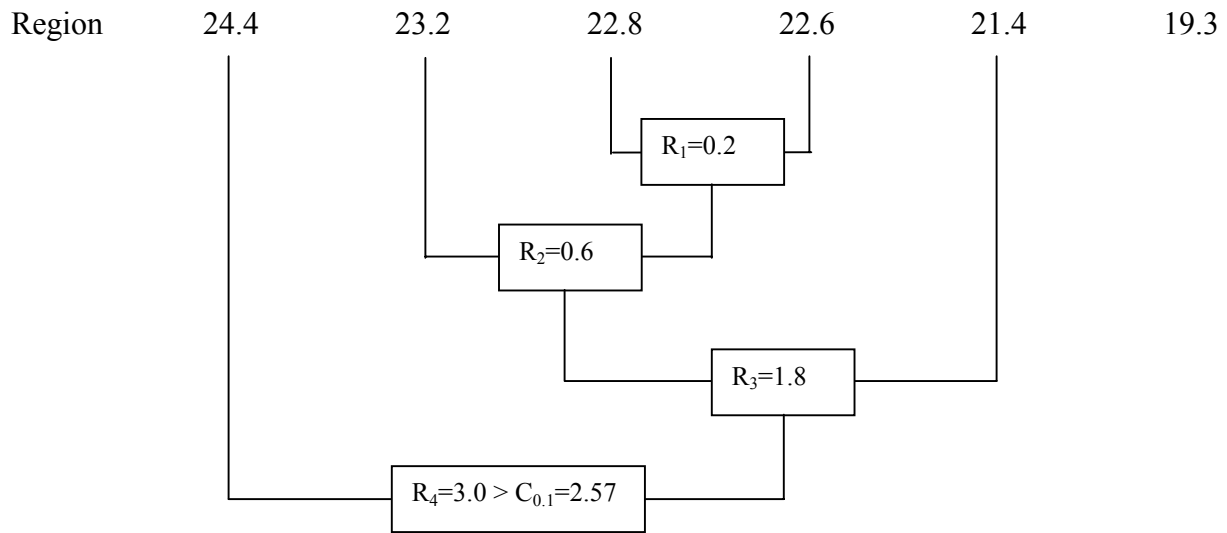 Region 24.4 23.2 22.8 22.6 21.4 19.3
R₁=0.2
R₂=0.6
R₃=1.8
R₄=3.0 > C₀.₁=2.57